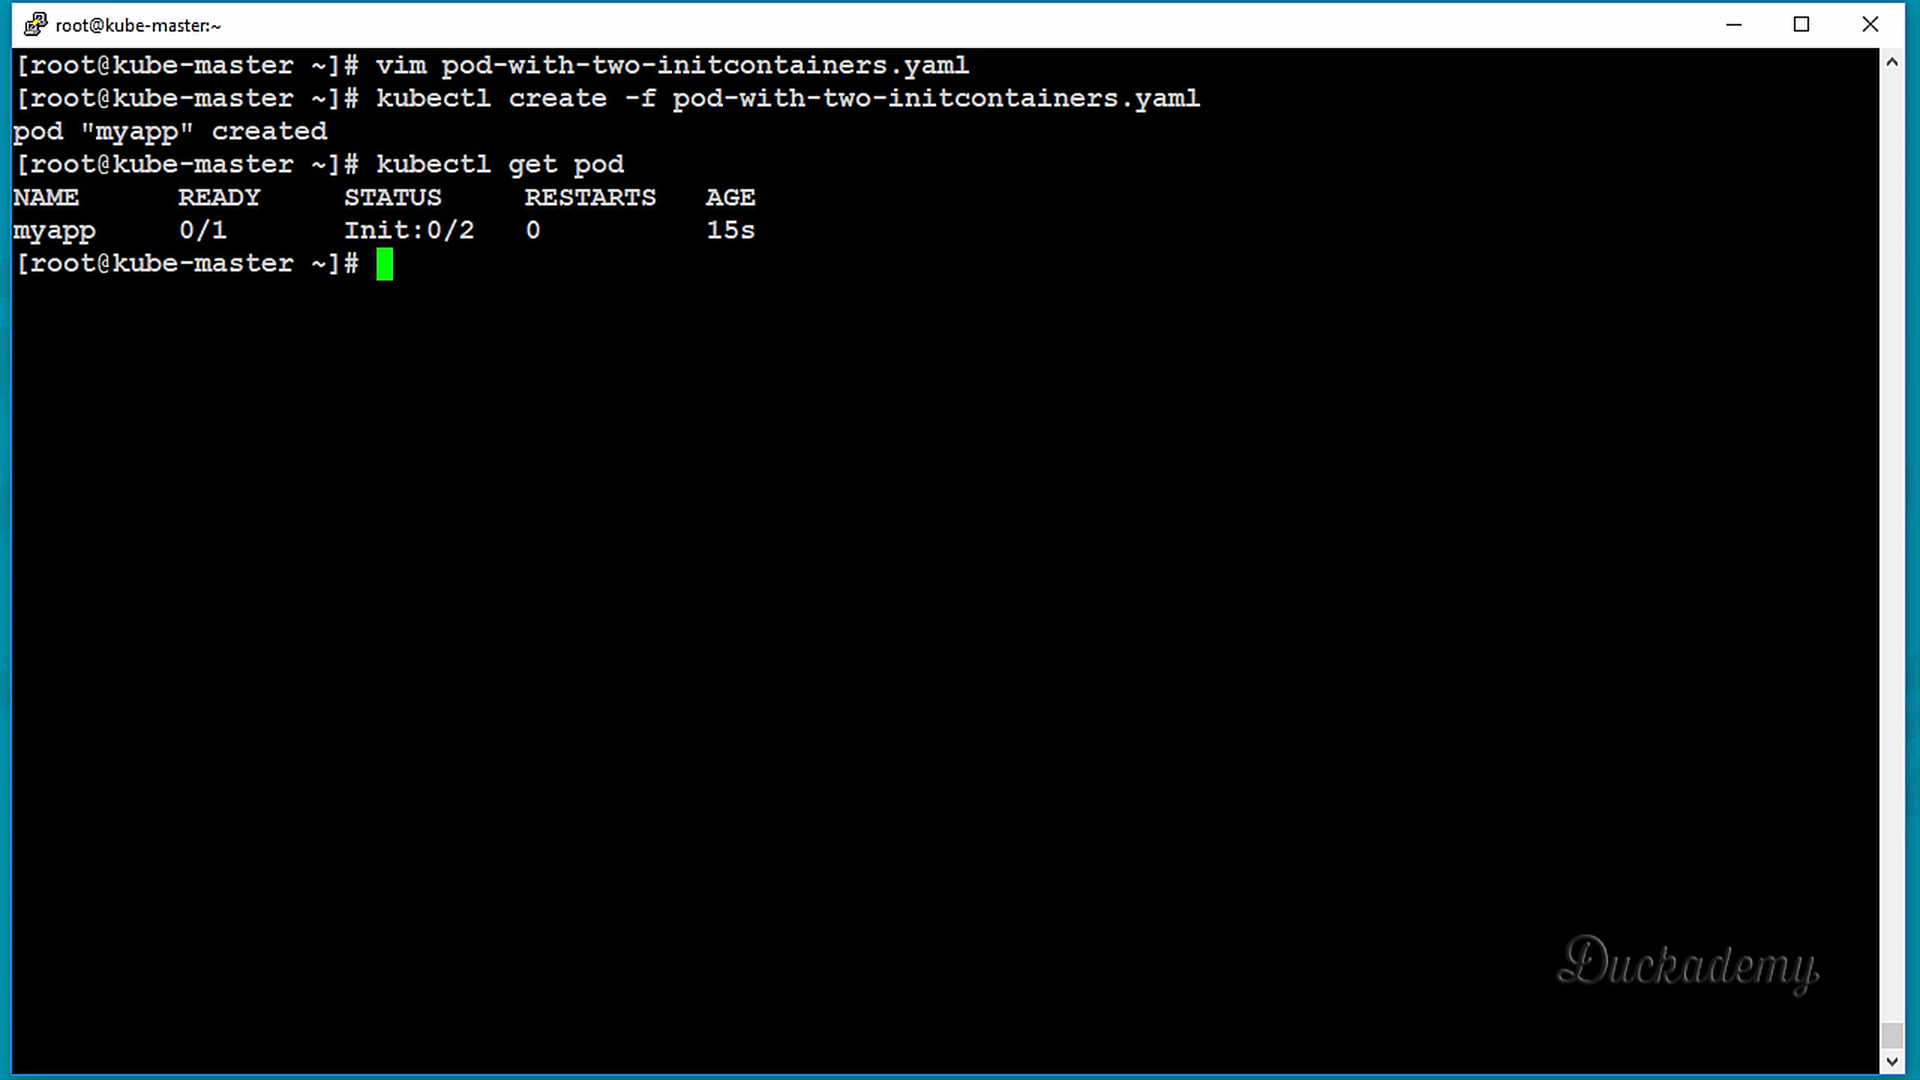 root@kube-master:~
[root@kube-master ~]# vim pod-with-two-initcontainers.yaml
[root@kube-master ~]# kubectl create -f pod-with-two-initcontainers.yaml
pod "myapp" created
[root@kube-master ~]# kubectl get pod
NAME      READY     STATUS     RESTARTS   AGE
myapp     0/1       Init:0/2   0          15s
[root@kube-master ~]#
Duckademy